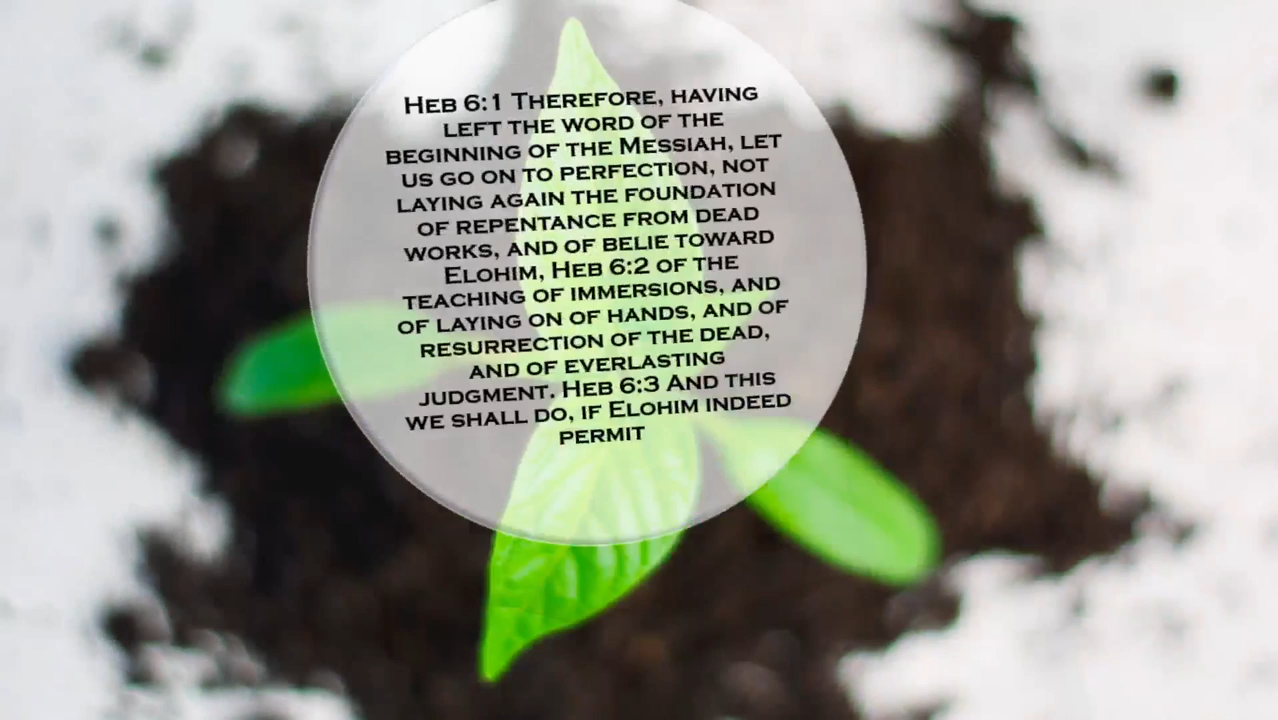 Heb 6:1 Therefore, having
left the word of the
beginning of the Messiah, let
us go on to perfection, not
laying again the foundation
of repentance from dead
works, and of belie toward
Elohim, Heb 6:2 of the
teaching of immersions, and
of laying on of hands, and of
resurrection of the dead,
and of everlasting
judgment. Heb 6:3 And this
we shall do, if Elohim indeed
permit